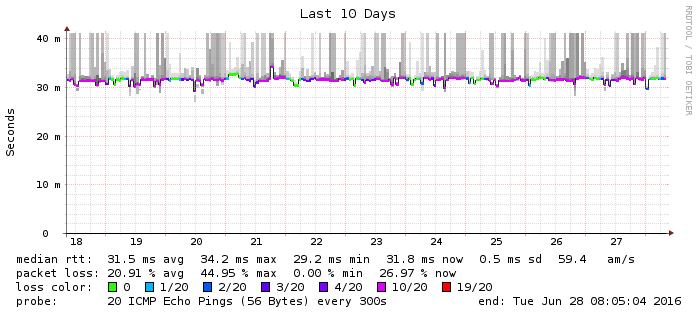 Last 10 Days
RRDTOOL / TOBI OETIKER
Seconds
40 m
30 m
20 m
10 m
0
18 19 20 21 22 23 24 25 26 27
median rtt: 31.5 ms avg 34.2 ms max 29.2 ms min 31.8 ms now 0.5 ms sd 59.4 am/s
packet loss: 20.91 % avg 44.95 % max 0.00 % min 26.97 % now
loss color: 0 1/20 2/20 3/20 4/20 10/20 19/20
probe: 20 ICMP Echo Pings (56 Bytes) every 300s end: Tue Jun 28 08:05:04 2016